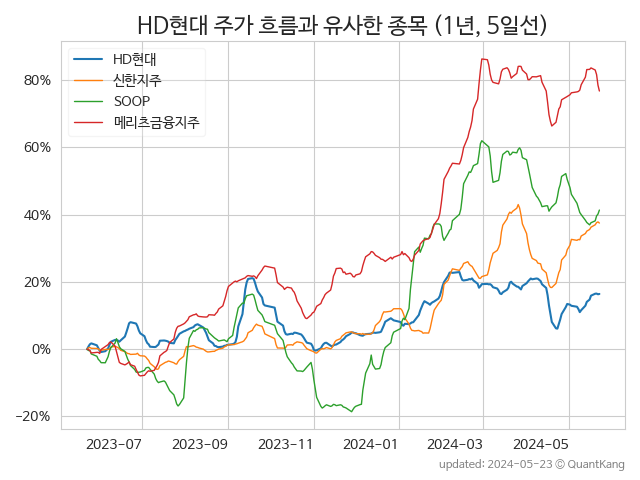 HD현대 주가 흐름과 유사한 종목 (1년, 5일선)
HD현대
신한지주
SOOP
메리츠금융지주
80%
60%
40%
20%
0%
−20%
2023-07
2023-09
2023-11
2024-01
2024-03
2024-05
updated: 2024-05-23 © QuantKang